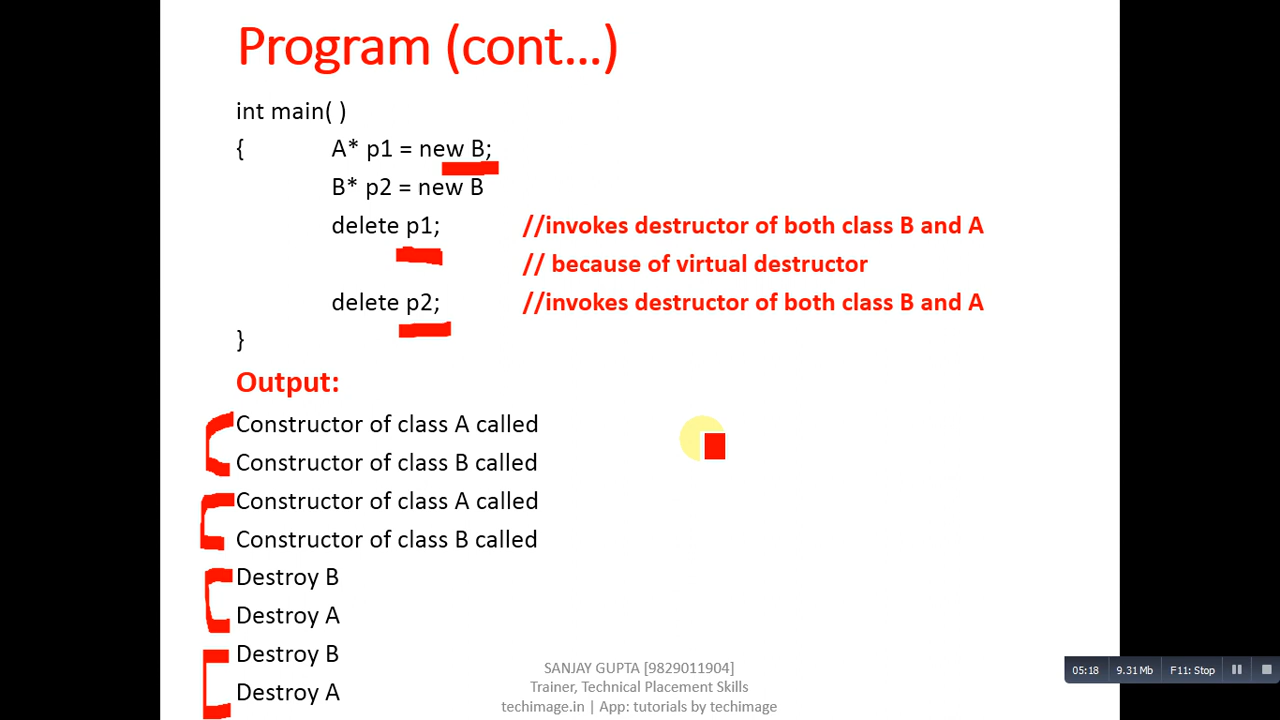 Program (cont...)
int main( )
{ A* p1 = new B;
B* p2 = new B
delete p1; //invokes destructor of both class B and A
// because of virtual destructor
delete p2; //invokes destructor of both class B and A
}
Output:
Constructor of class A called
Constructor of class B called
Constructor of class A called
Constructor of class B called
Destroy B
Destroy A
Destroy B
Destroy A
SANJAY GUPTA [9829011904]
Trainer, Technical Placement Skills
techimage.in | App: tutorials by techimage
05:18 9.31 Mb F11: Stop